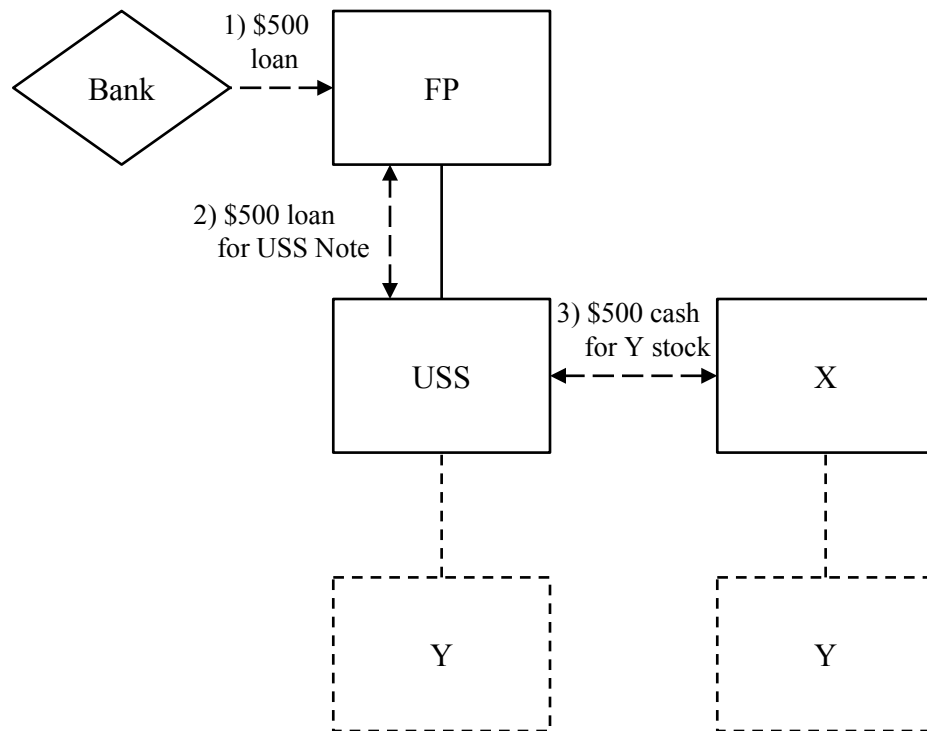 1) $500
loan
Bank
FP
2) $500 loan
for USS Note
3) $500 cash
for Y stock
USS
X
Y
Y